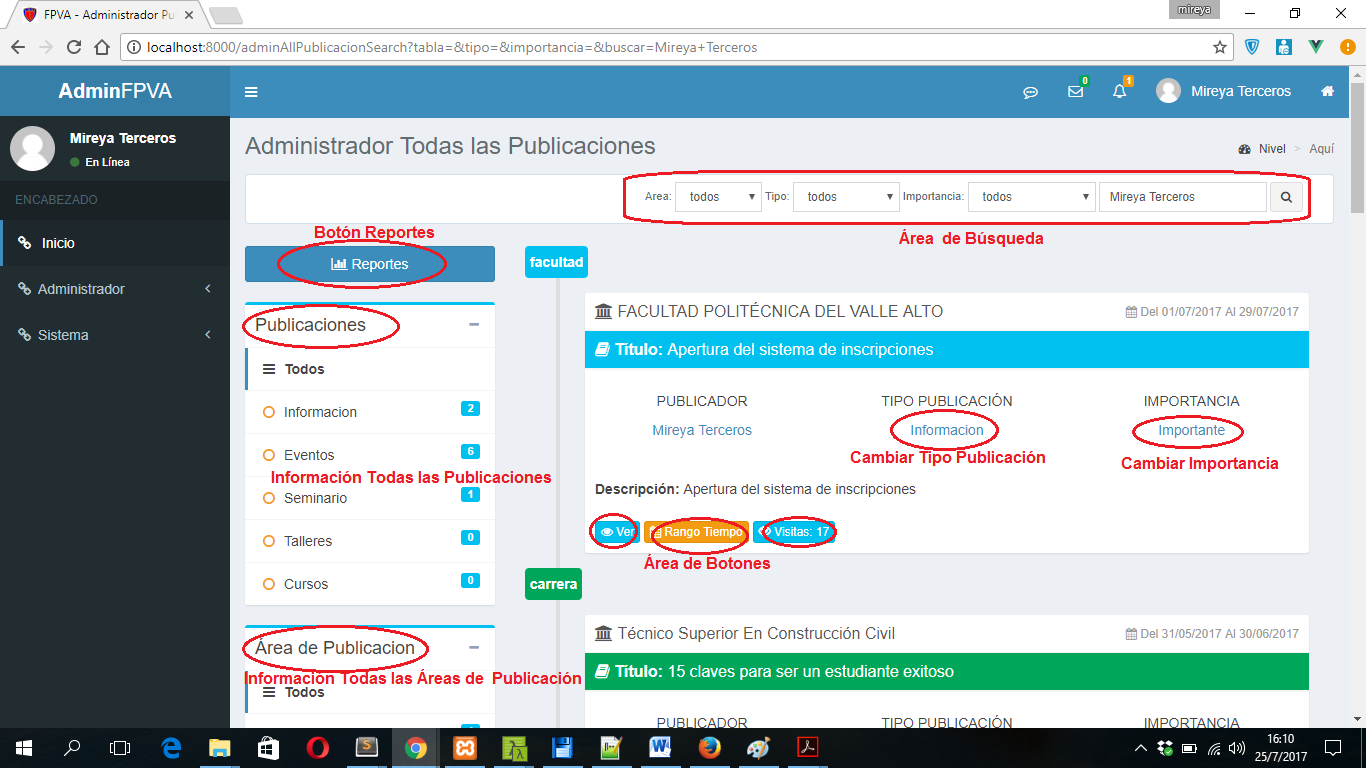 FPVA - Administrador Pu
mireya
localhost:8000/adminAllPublicacionSearch?tabla=&tipo=&importancia=&buscar=Mireya+Terceros
AdminFPVA
0
1
Mireya Terceros
Mireya Terceros
En Línea
ENCABEZADO
Inicio
Administrador
Sistema
Administrador Todas las Publicaciones
Nivel > Aquí
Area: todos Tipo: todos Importancia: todos Mireya Terceros
Área de Búsqueda
Botón Reportes
Reportes
Publicaciones
Todos
Informacion 2
Eventos 6
Información Todas las Publicaciones
Seminario 1
Talleres 0
Cursos 0
Área de Publicacion
Información Todas las Áreas de Publicación
Todos
facultad
FACULTAD POLITÉCNICA DEL VALLE ALTO
Del 01/07/2017 Al 29/07/2017
Titulo: Apertura del sistema de inscripciones
PUBLICADOR TIPO PUBLICACIÓN IMPORTANCIA
Mireya Terceros Informacion Importante
Cambiar Tipo Publicación Cambiar Importancia
Descripción: Apertura del sistema de inscripciones
Ver Rango Tiempo Visitas: 17
Área de Botones
carrera
Técnico Superior En Construcción Civil
Del 31/05/2017 Al 30/06/2017
Titulo: 15 claves para ser un estudiante exitoso
PUBLICADOR TIPO PUBLICACIÓN IMPORTANCIA
16:10
25/7/2017